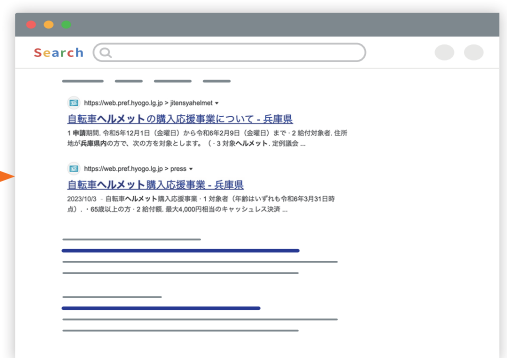 Search
https://web.pref.hyogo.lg.jp > jitensyahelmet
自転車ヘルメットの購入応援事業について - 兵庫県
1 申請期間. 令和5年12月1日（金曜日）から令和6年2月9日（金曜日）まで · 2 給付対象者. 住所
地が兵庫県内の方で、次の方を対象とします。（ · 3 対象ヘルメット. 定例議会 ...
https://web.pref.hyogo.lg.jp > press
自転車ヘルメット購入応援事業 - 兵庫県
2023/10/3 · 自転車ヘルメット購入応援事業 · 1 対象者（年齢はいずれも令和6年3月31日時
点）. · 65歳以上の方 · 2 給付額. 最大4,000円相当のキャッシュレス決済 ...